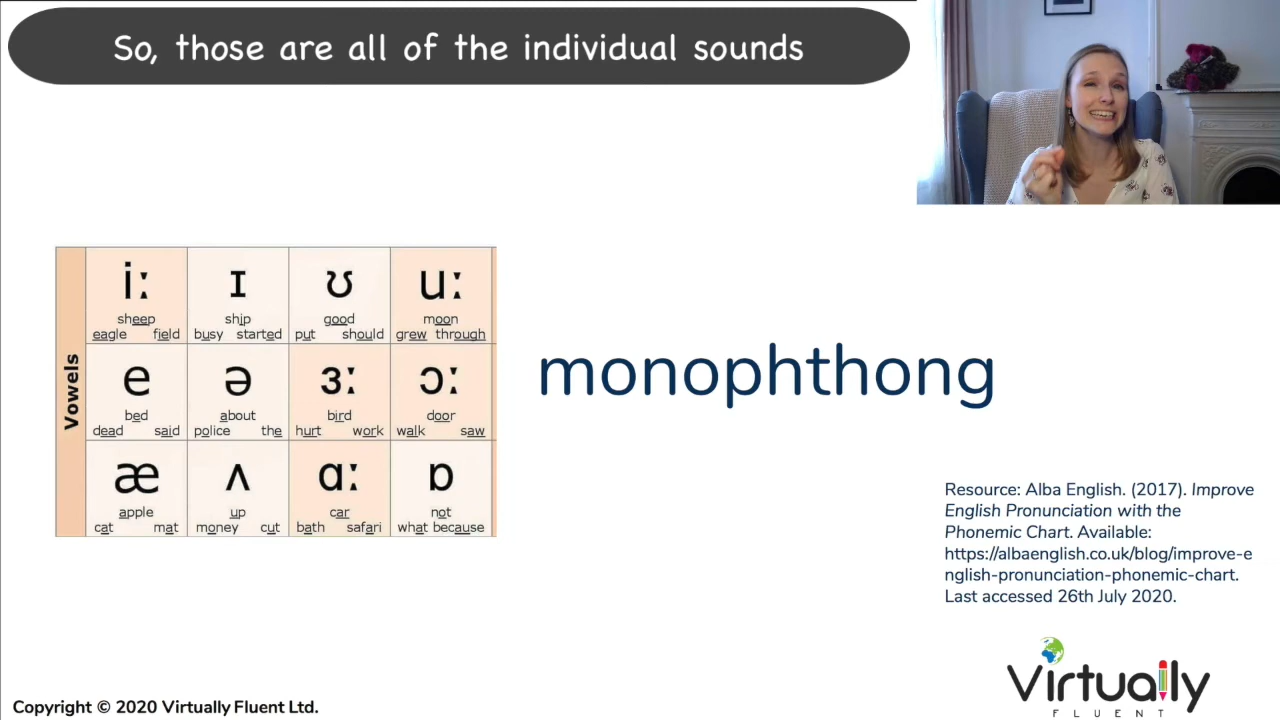 So, those are all of the individual sounds
Vowels
iː ɪ ʊ uː
sheep ship good moon
eagle field busy started put should grew through
e ə ɜː ɔː
bed about bird door
dead said police the hurt work walk saw
æ ʌ ɑː ɒ
apple up car not
cat mat money cut bath safari what because
monophthong
Resource: Alba English. (2017). Improve
English Pronunciation with the
Phonemic Chart. Available:
https://albaenglish.co.uk/blog/improve-e
nglish-pronunciation-phonemic-chart.
Last accessed 26th July 2020.
Virtually
FLUENT
Copyright © 2020 Virtually Fluent Ltd.